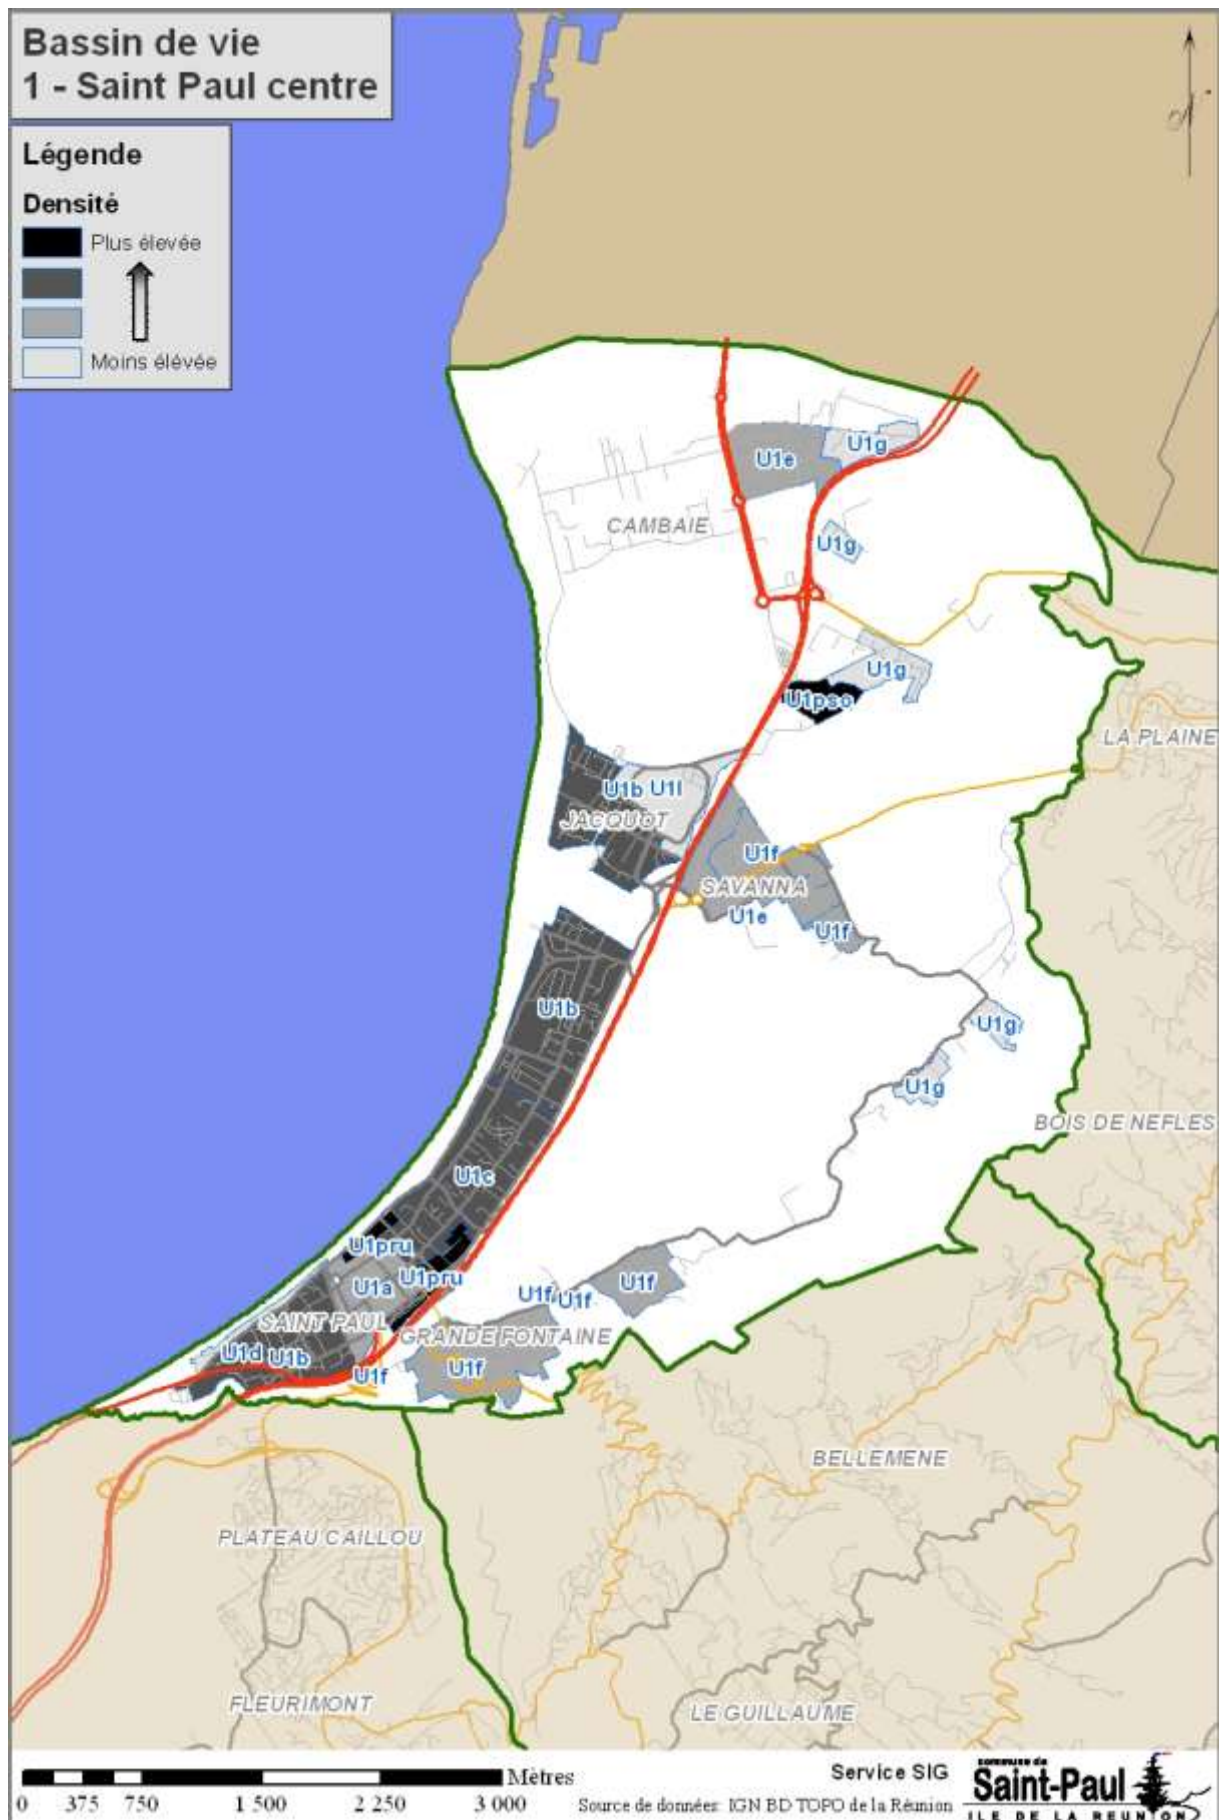 Bassin de vie
1 - Saint Paul centre
Légende
Densité
Plus élevée
Moins élévée
U1e
U1g
CAMBAIE
U1g
U1g
U1pso
LA PLAINE
U1b
U1l
JACQUOT
U1f
SAVANNA
U1e
U1f
U1b
U1g
U1g
BOIS DE NEFLES
U1c
U1pru
U1a
U1pru
U1f
U1f
U1f
SAINT PAUL
GRANDE FONTAINE
U1d
U1b
U1f
U1f
BELLEMENE
PLATEAU CAILLOU
FLEURIMONT
LE GUILLAUME
Mètres
0 375 750 1 500 2 250 3 000
Service SIG
Source de données: IGN BD TOPO de la Réunion
commune de
Saint-Paul
ILE DE LA REUNION